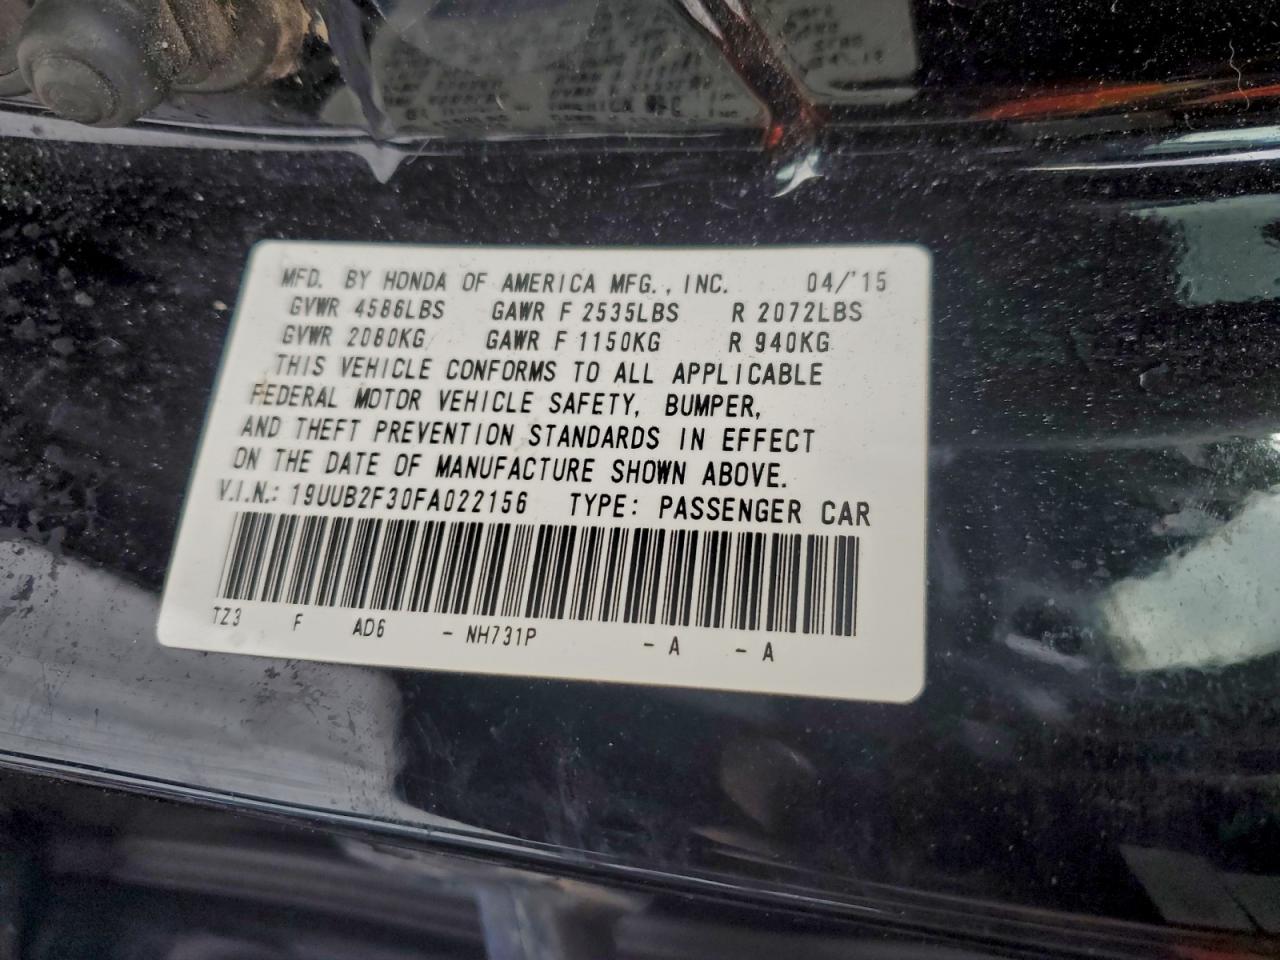 MFD. BY HONDA OF AMERICA MFG., INC. 04/'15
GVWR 4586LBS GAWR F 2535LBS R 2072LBS
GVWR 2080KG GAWR F 1150KG R 940KG
THIS VEHICLE CONFORMS TO ALL APPLICABLE
FEDERAL MOTOR VEHICLE SAFETY, BUMPER,
AND THEFT PREVENTION STANDARDS IN EFFECT
ON THE DATE OF MANUFACTURE SHOWN ABOVE.
V.I.N.: 19UUB2F30FA022156 TYPE: PASSENGER CAR
TZ3 F AD6 - NH731P - A - A